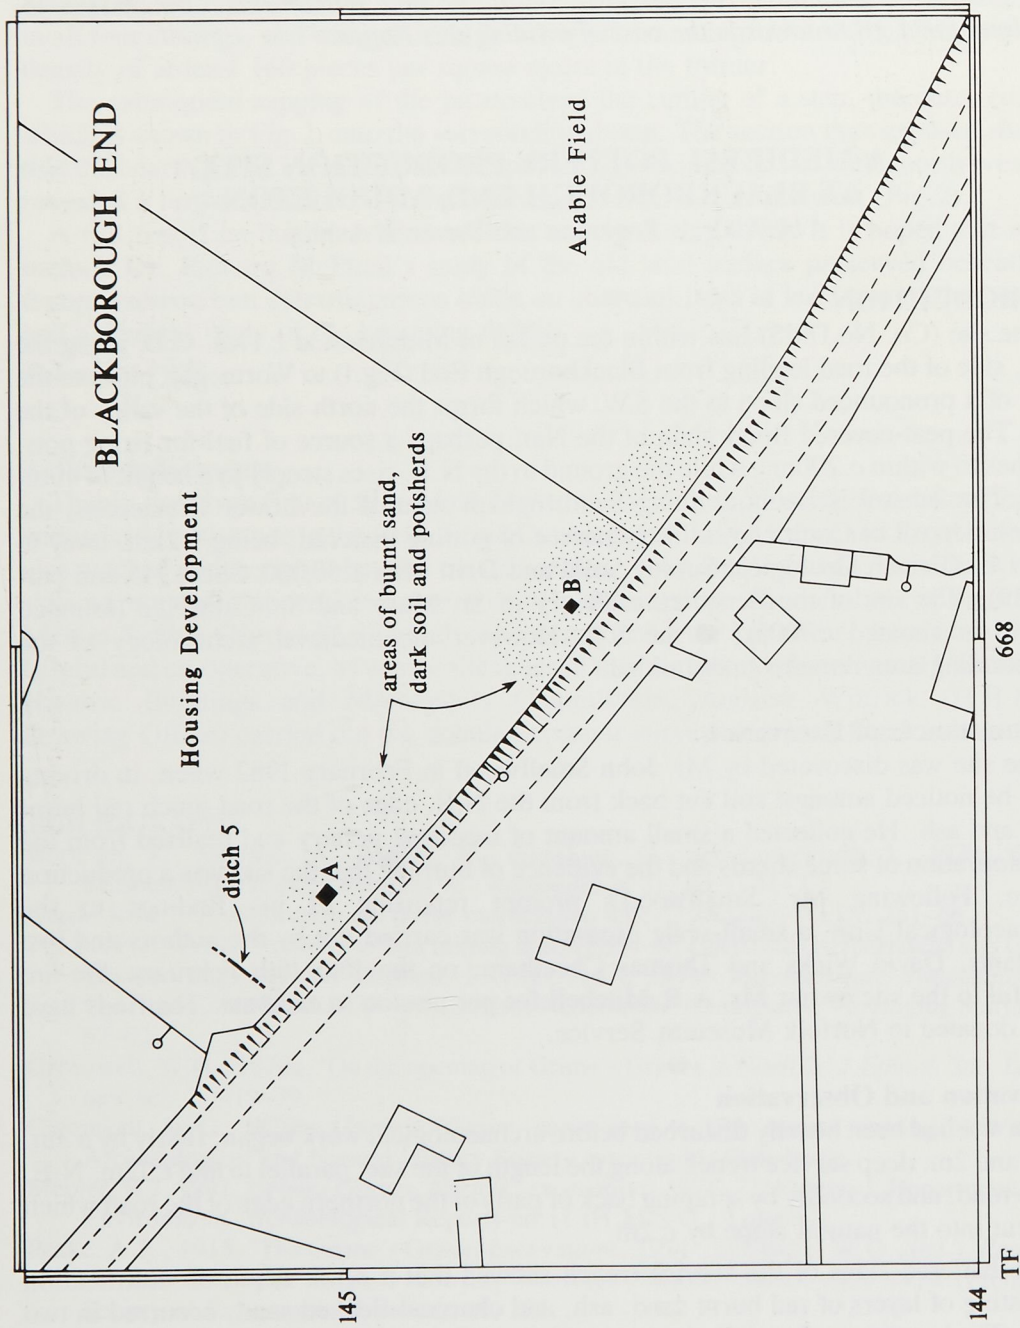 BLACKBOROUGH END
Housing Development
Arable Field
ditch 5
areas of burnt sand,
dark soil and potsherds
A
B
145
144
TF
668